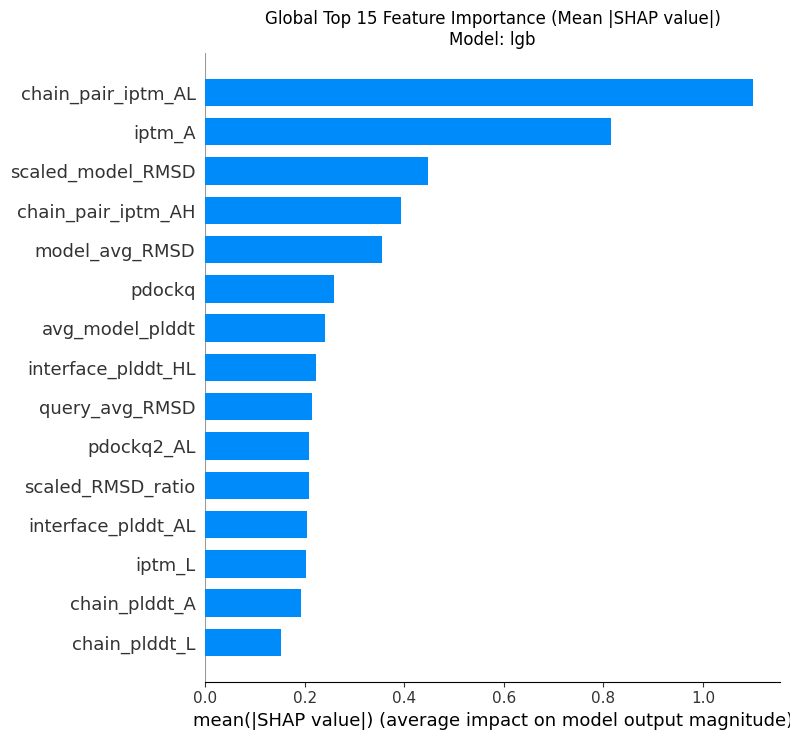 Global Top 15 Feature Importance (Mean |SHAP value|)
Model: lgb
chain_pair_iptm_AL
iptm_A
scaled_model_RMSD
chain_pair_iptm_AH
model_avg_RMSD
pdockq
avg_model_plddt
interface_plddt_HL
query_avg_RMSD
pdockq2_AL
scaled_RMSD_ratio
interface_plddt_AL
iptm_L
chain_plddt_A
chain_plddt_L
0.0 0.2 0.4 0.6 0.8 1.0
mean(|SHAP value|) (average impact on model output magnitude)